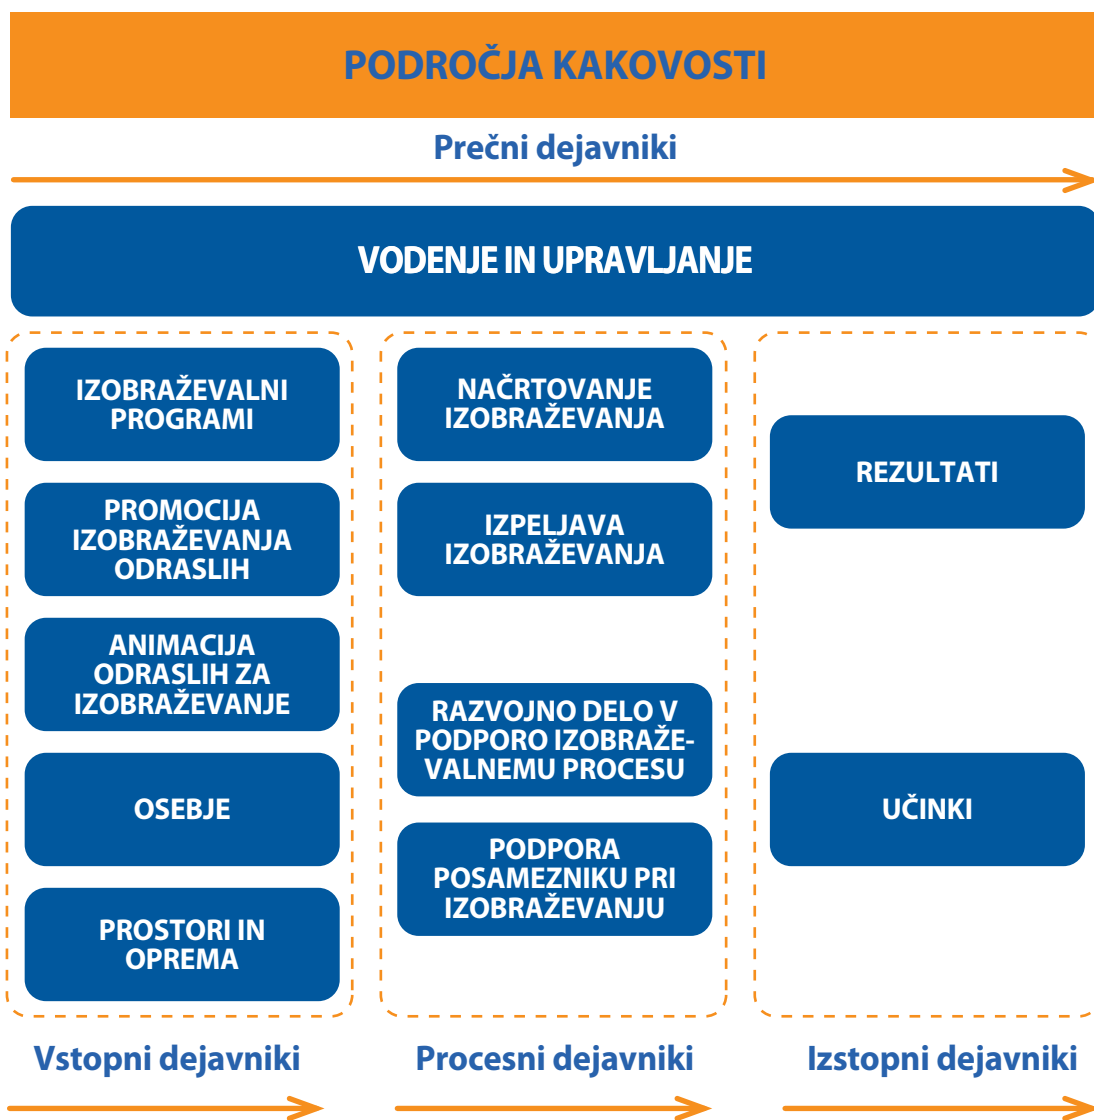 PODROČJA KAKOVOSTI
Prečni dejavniki
VODENJE IN UPRAVLJANJE
IZOBRAŽEVALNI
PROGRAMI
PROMOCIJA
IZOBRAŽEVANJA
ODRASLIH
ANIMACIJA
ODRASLIH ZA
IZOBRAŽEVANJE
OSEBJE
PROSTORI IN
OPREMA
Vstopni dejavniki
NAČRTOVANJE
IZOBRAŽEVANJA
IZPELJAVA
IZOBRAŽEVANJA
RAZVOJNO DELO V
PODPORO IZOBRAŽE-
VALNEMU PROCESU
PODPORA
POSAMEZNIKU PRI
IZOBRAŽEVANJU
Procesni dejavniki
REZULTATI
UČINKI
Izstopni dejavniki